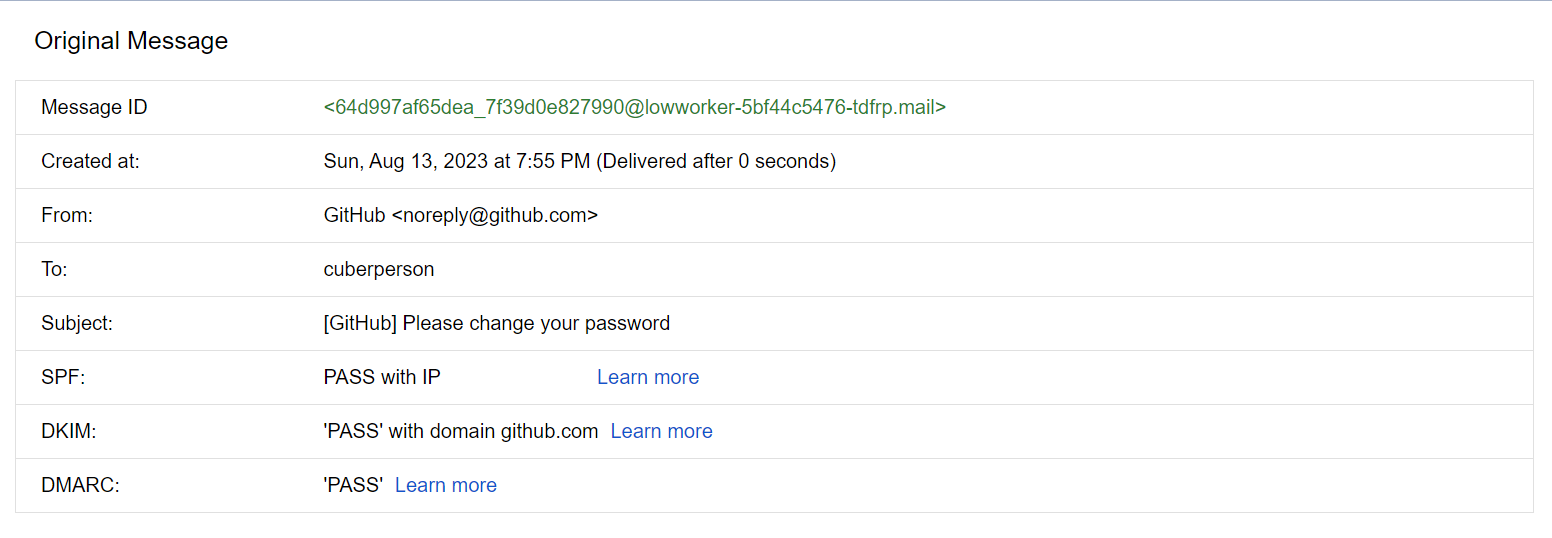 Original Message
Message ID <64d997af65dea_7f39d0e827990@lowworker-5bf44c5476-tdfrp.mail>
Created at: Sun, Aug 13, 2023 at 7:55 PM (Delivered after 0 seconds)
From: GitHub <noreply@github.com>
To: cuberperson
Subject: [GitHub] Please change your password
SPF: PASS with IP Learn more
DKIM: 'PASS' with domain github.com Learn more
DMARC: 'PASS' Learn more